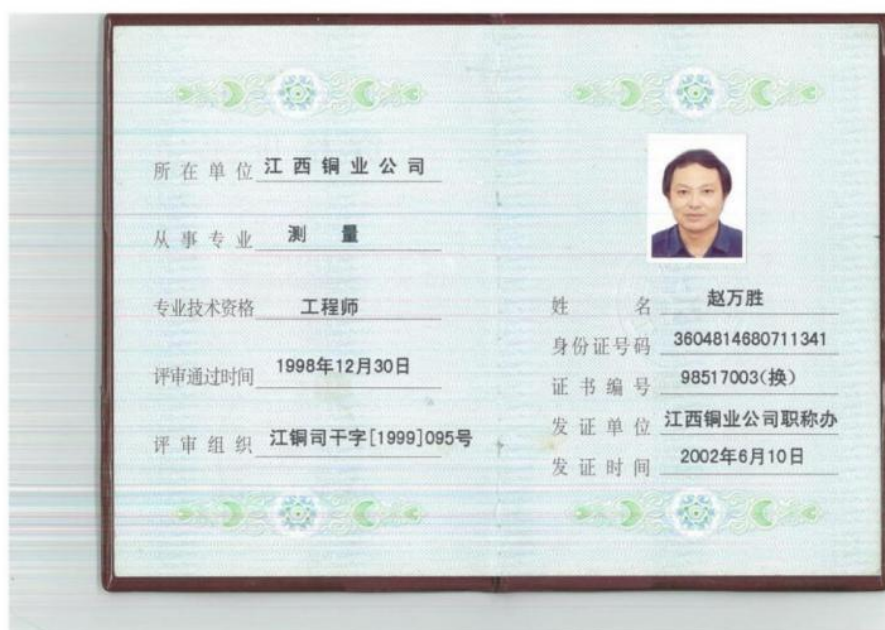 所在单位 江西铜业公司
从事专业 测量
专业技术资格 工程师
评审通过时间 1998年12月30日
评审组织 江铜司干字[1999]095号
姓名 赵万胜
身份证号码 3604814680711341
证书编号 98517003(换)
发证单位 江西铜业公司职称办
发证时间 2002年6月10日